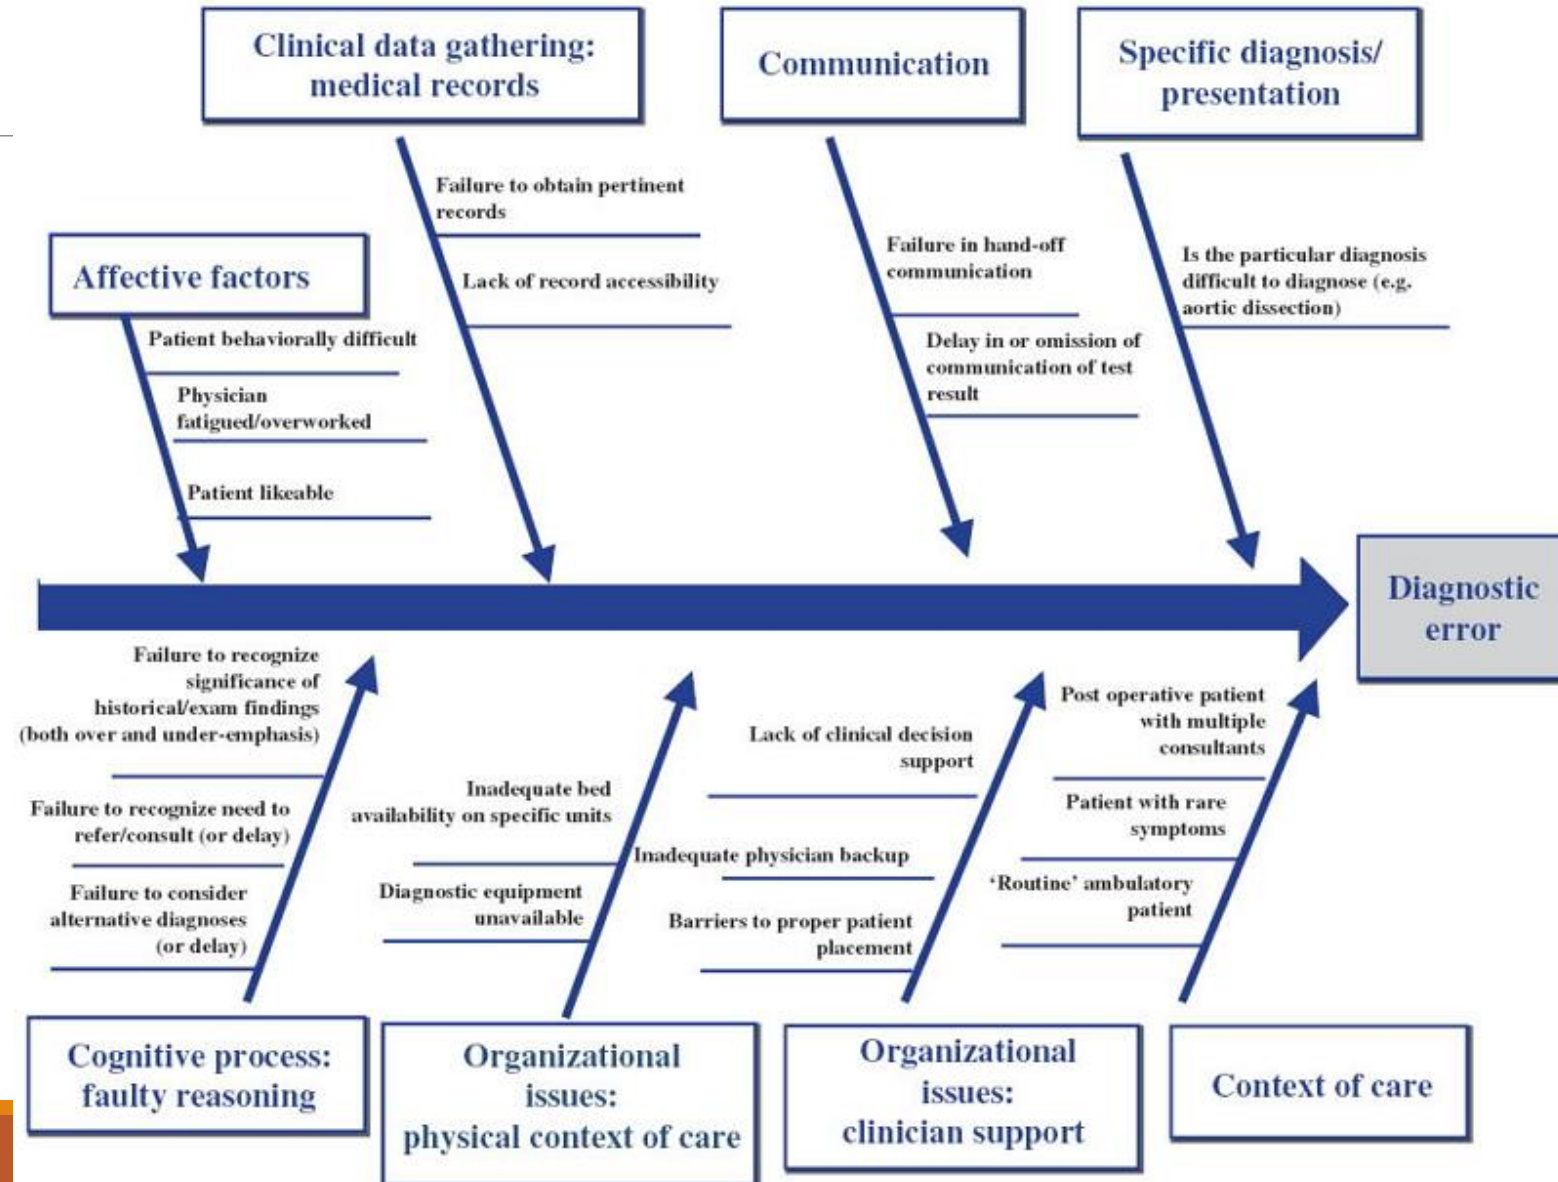 Clinical data gathering:
medical records
Communication
Specific diagnosis/
presentation
Failure to obtain pertinent
records
Lack of record accessibility
Failure in hand-off
communication
Delay in or omission of
communication of test
result
Is the particular diagnosis
difficult to diagnose (e.g.
aortic dissection)
Affective factors
Patient behaviorally difficult
Physician
fatigued/overworked
Patient likeable
Diagnostic
error
Failure to recognize
significance of
historical/exam findings
(both over and under-emphasis)
Failure to recognize need to
refer/consult (or delay)
Failure to consider
alternative diagnoses
(or delay)
Inadequate bed
availability on specific units
Diagnostic equipment
unavailable
Lack of clinical decision
support
Inadequate physician backup
Barriers to proper patient
placement
Post operative patient
with multiple
consultants
Patient with rare
symptoms
‘Routine’ ambulatory
patient
Cognitive process:
faulty reasoning
Organizational
issues:
physical context of care
Organizational
issues:
clinician support
Context of care